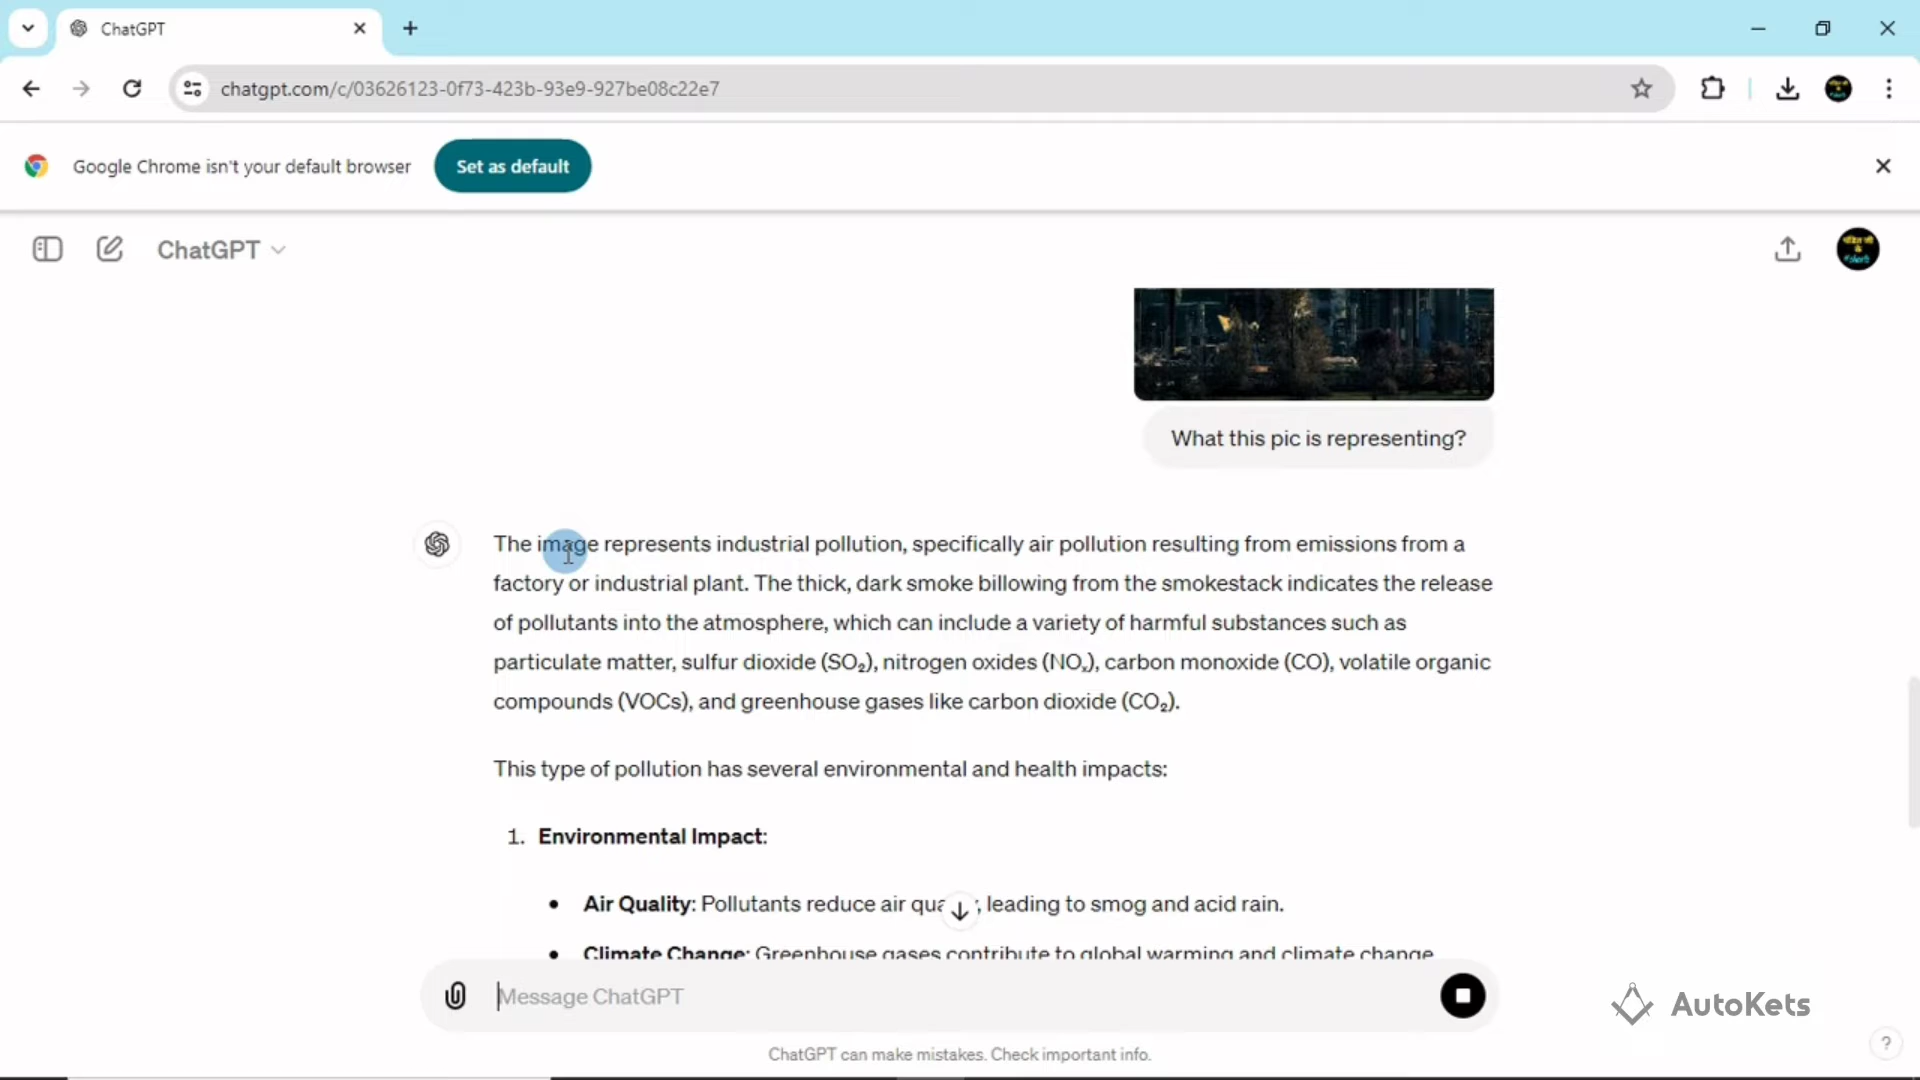 ChatGPT
chatgpt.com/c/03626123-0f73-423b-93e9-927be08c22e7
Google Chrome isn't your default browser
Set as default
ChatGPT
What this pic is representing?
The image represents industrial pollution, specifically air pollution resulting from emissions from a
factory or industrial plant. The thick, dark smoke billowing from the smokestack indicates the release
of pollutants into the atmosphere, which can include a variety of harmful substances such as
particulate matter, sulfur dioxide (SO₂), nitrogen oxides (NOₓ), carbon monoxide (CO), volatile organic
compounds (VOCs), and greenhouse gases like carbon dioxide (CO₂).
This type of pollution has several environmental and health impacts:
1. Environmental Impact:
• Air Quality: Pollutants reduce air quality, leading to smog and acid rain.
• Climate Change: Greenhouse gases contribute to global warming and climate change
Message ChatGPT
AutoKets
ChatGPT can make mistakes. Check important info.
?